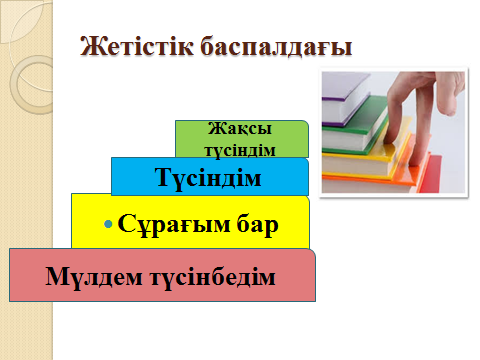 Жетістік баспалдағы
Жақсы
түсіндім
Түсіндім
• Сұрағым бар
Мүлдем түсінбедім